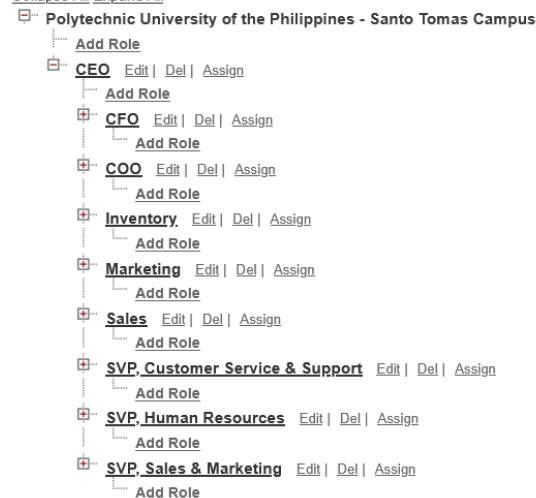 Polytechnic University of the Philippines - Santo Tomas Campus
Add Role
CEO Edit | Del | Assign
Add Role
CFO Edit | Del | Assign
Add Role
COO Edit | Del | Assign
Add Role
Inventory Edit | Del | Assign
Add Role
Marketing Edit | Del | Assign
Add Role
Sales Edit | Del | Assign
Add Role
SVP, Customer Service & Support Edit | Del | Assign
Add Role
SVP, Human Resources Edit | Del | Assign
Add Role
SVP, Sales & Marketing Edit | Del | Assign
Add Role